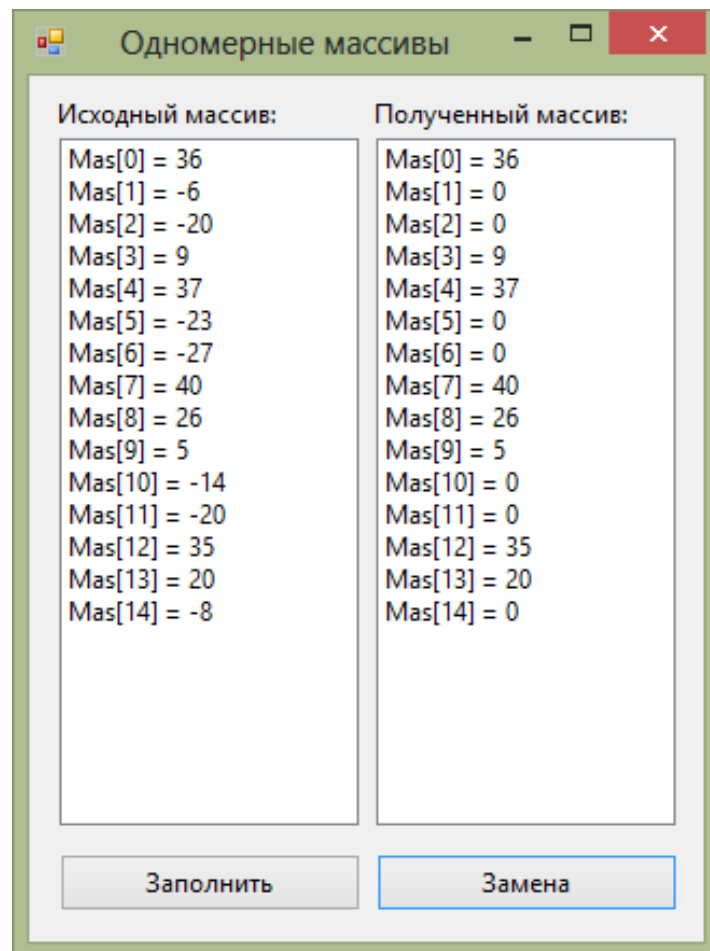 Одномерные массивы
Исходный массив:
Mas[0] = 36
Mas[1] = -6
Mas[2] = -20
Mas[3] = 9
Mas[4] = 37
Mas[5] = -23
Mas[6] = -27
Mas[7] = 40
Mas[8] = 26
Mas[9] = 5
Mas[10] = -14
Mas[11] = -20
Mas[12] = 35
Mas[13] = 20
Mas[14] = -8
Полученный массив:
Mas[0] = 36
Mas[1] = 0
Mas[2] = 0
Mas[3] = 9
Mas[4] = 37
Mas[5] = 0
Mas[6] = 0
Mas[7] = 40
Mas[8] = 26
Mas[9] = 5
Mas[10] = 0
Mas[11] = 0
Mas[12] = 35
Mas[13] = 20
Mas[14] = 0
Заполнить
Замена